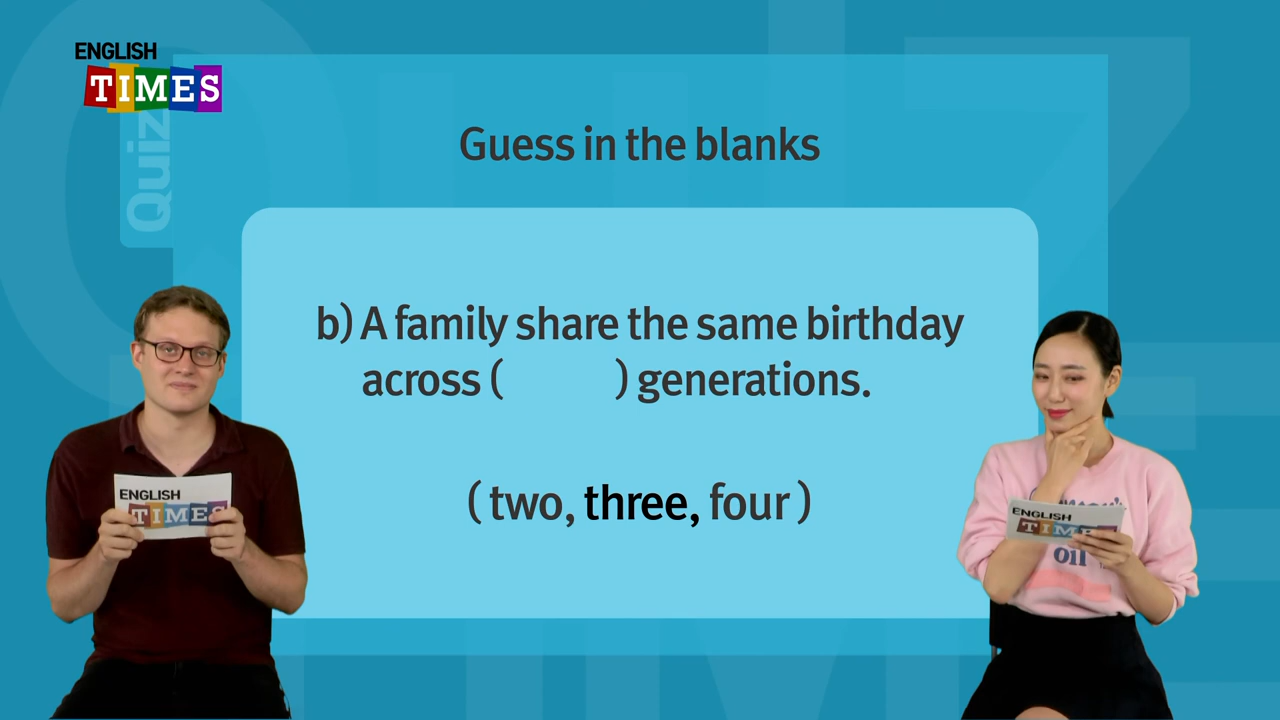 ENGLISH
TIMES
Quiz
Guess in the blanks
b) A family share the same birthday
across (          ) generations.
( two, three, four )
ENGLISH
TIMES
ENGLISH
TIMES
Oil